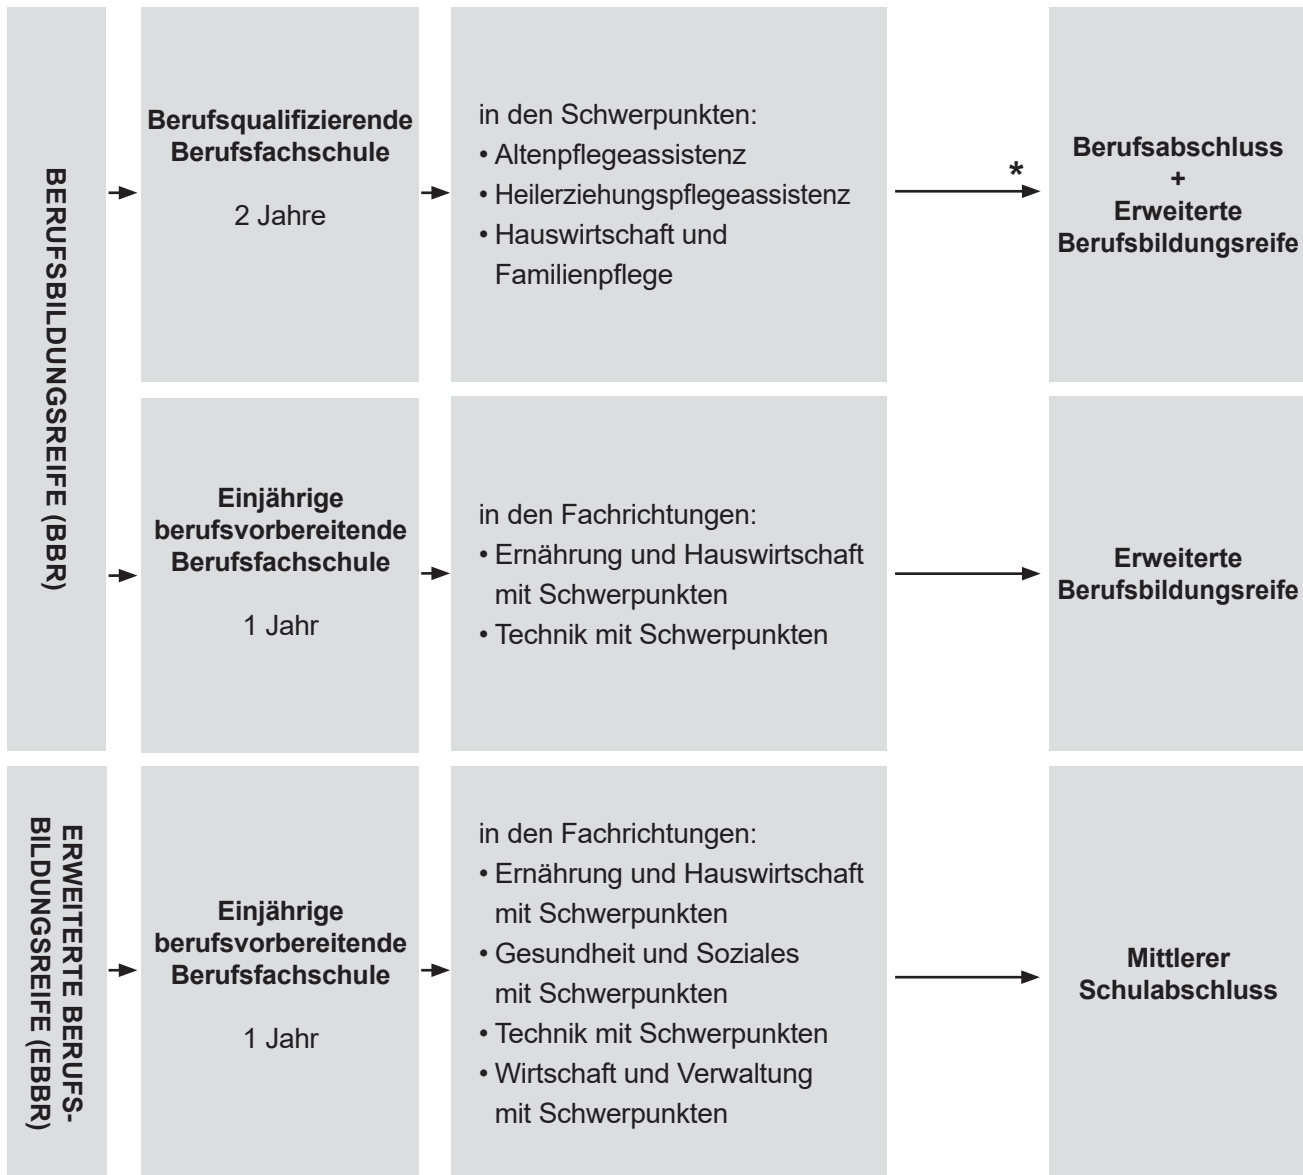 BERUFSBILDUNGSREIFE (BBR)
Berufsqualifizierende
Berufsfachschule
2 Jahre
in den Schwerpunkten:
• Altenpflegeassistenz
• Heilerziehungspflegeassistenz
• Hauswirtschaft und
Familienpflege
*
Berufsabschluss
+
Erweiterte
Berufsbildungsreife
Einjährige
berufsvorbereitende
Berufsfachschule
1 Jahr
in den Fachrichtungen:
• Ernährung und Hauswirtschaft
mit Schwerpunkten
• Technik mit Schwerpunkten
Erweiterte
Berufsbildungsreife
ERWEITERTE BERUFS-
BILDUNGSREIFE (EBBR)
Einjährige
berufsvorbereitende
Berufsfachschule
1 Jahr
in den Fachrichtungen:
• Ernährung und Hauswirtschaft
mit Schwerpunkten
• Gesundheit und Soziales
mit Schwerpunkten
• Technik mit Schwerpunkten
• Wirtschaft und Verwaltung
mit Schwerpunkten
Mittlerer
Schulabschluss